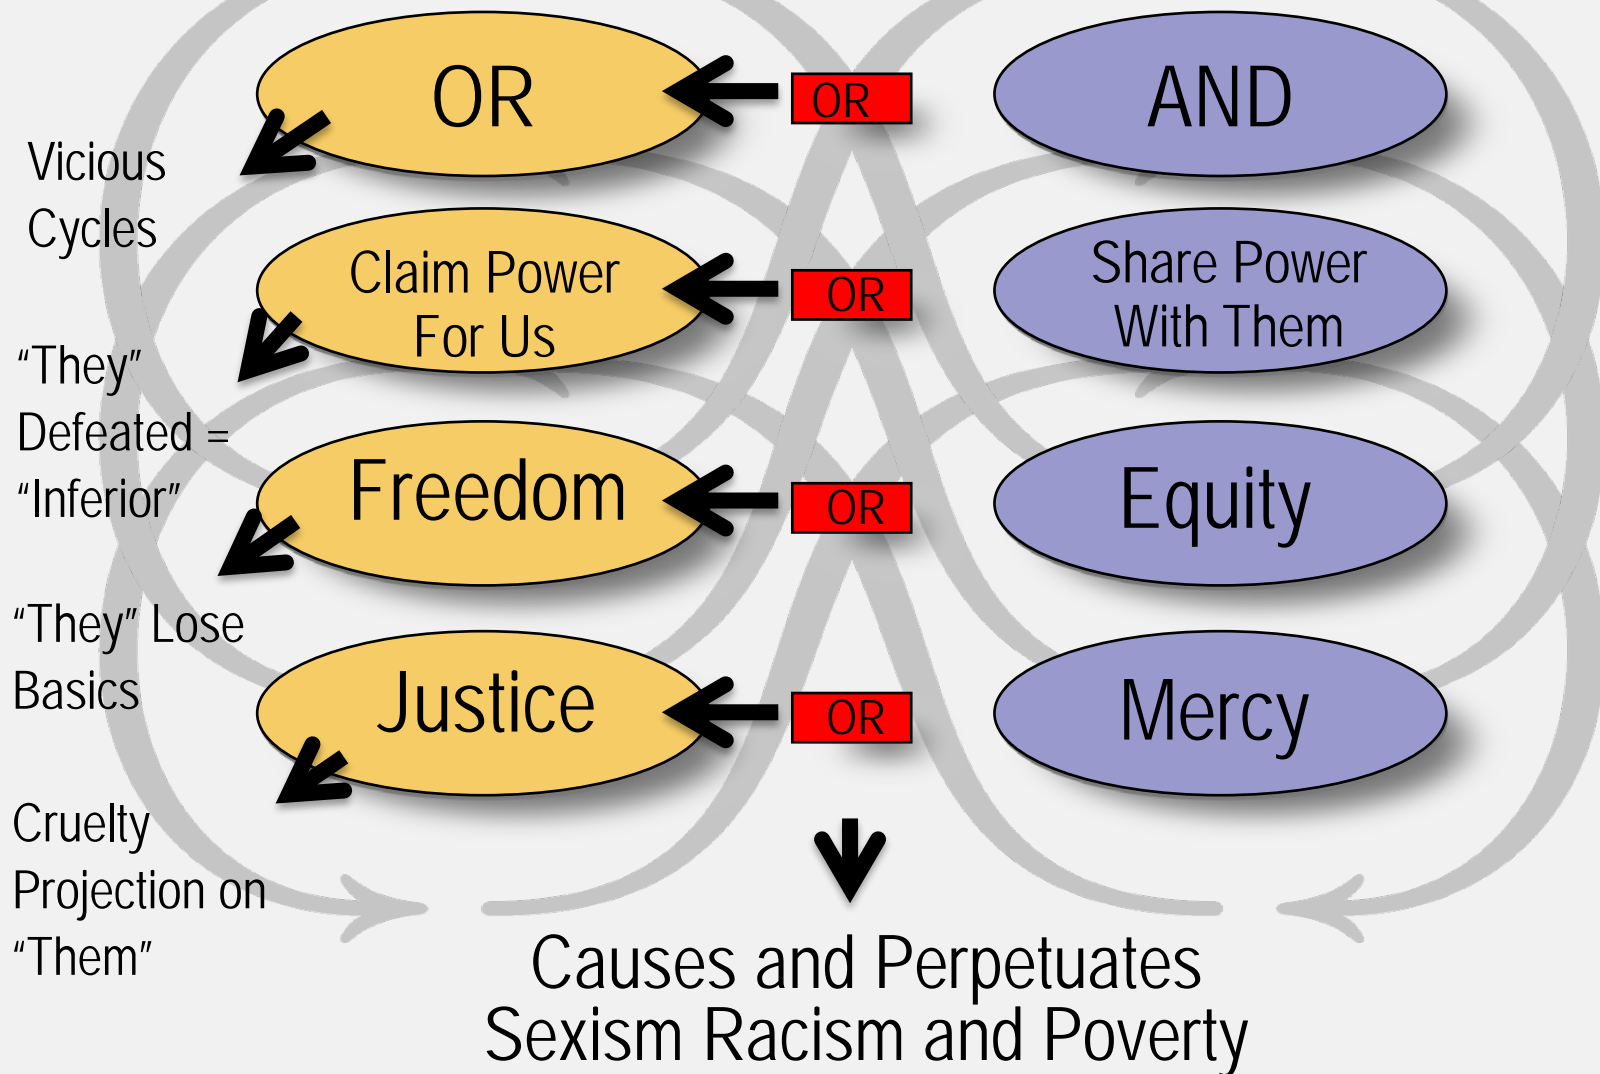 OR
OR
AND
Vicious
Cycles
Claim Power
For Us
OR
Share Power
With Them
“They”
Defeated =
“Inferior”
Freedom
OR
Equity
“They” Lose
Basics
Justice
OR
Mercy
Cruelty
Projection on
“Them”
Causes and Perpetuates
Sexism Racism and Poverty